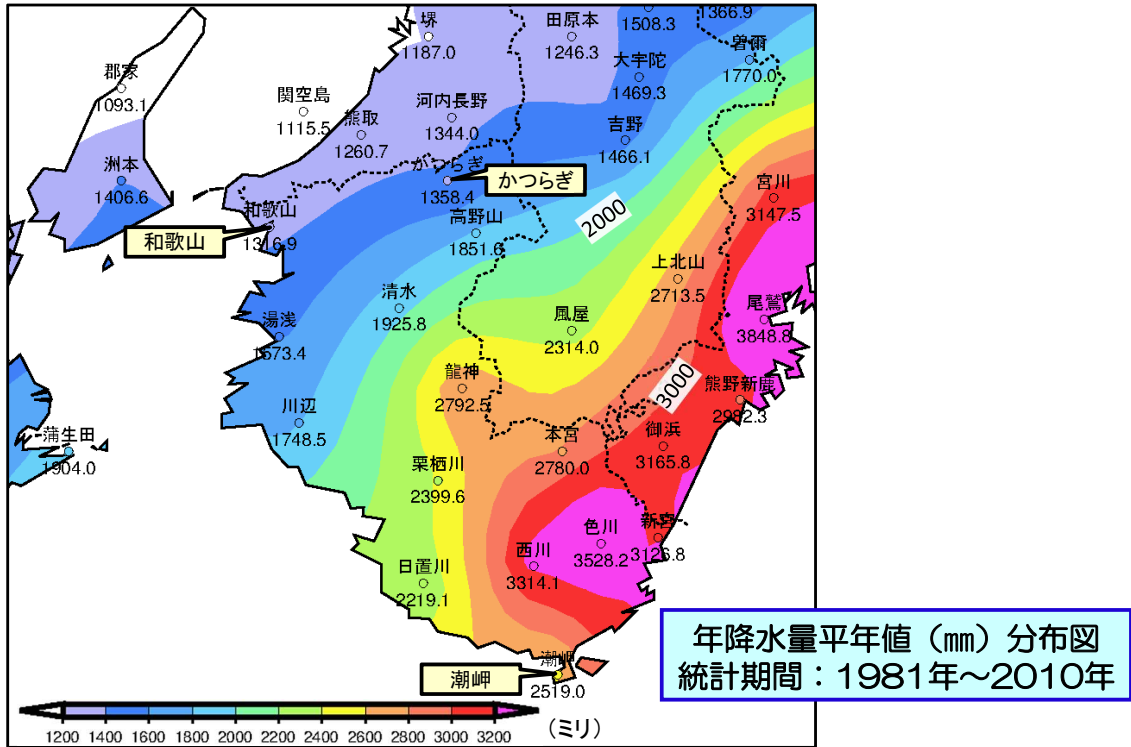 堺
1187.0
田原本
1246.3
1508.3
1366.9
曽爾
1770.0
郡家
1093.1
関空島
1115.5
熊取
1260.7
河内長野
1344.0
大宇陀
1469.3
吉野
1466.1
洲本
1406.6
かつらぎ
1358.4
かつらぎ
宮川
3147.5
和歌山
1316.9
和歌山
高野山
1851.6
2000
上北山
2713.5
清水
1925.8
風屋
2314.0
尾鷲
3848.8
湯浅
1573.4
龍神
2792.5
3000
熊野新鹿
2982.3
川辺
1748.5
蒲生田
1904.0
本宮
2780.0
御浜
3165.8
栗栖川
2399.6
色川
3528.2
新宮
3126.8
西川
3314.1
日置川
2219.1
潮岬
2519.0
潮岬
年降水量平年値（㎜）分布図
統計期間：1981年～2010年
1200 1400 1600 1800 2000 2200 2400 2600 2800 3000 3200
（ミリ）